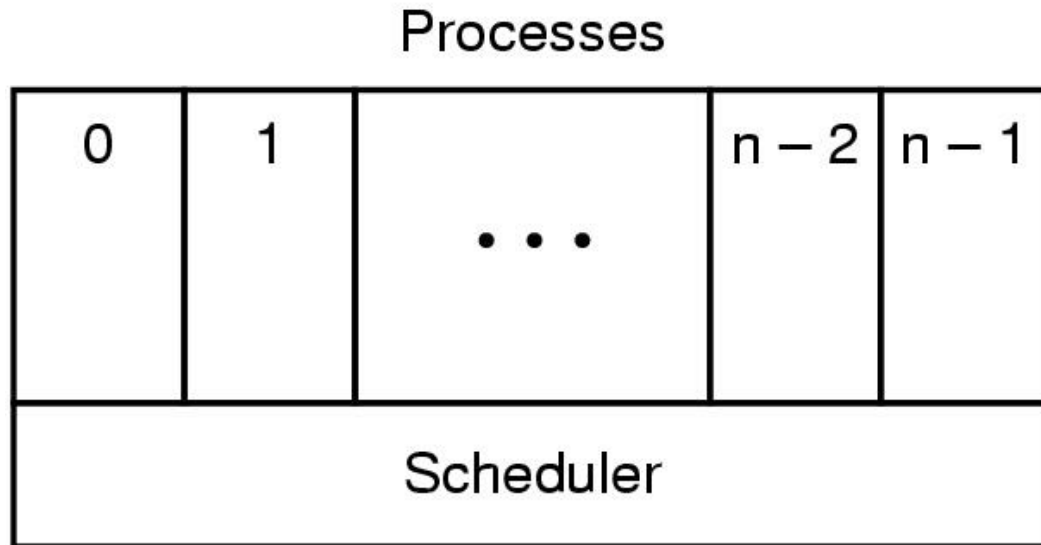 Processes
0 1 • • • n – 2 n – 1
Scheduler